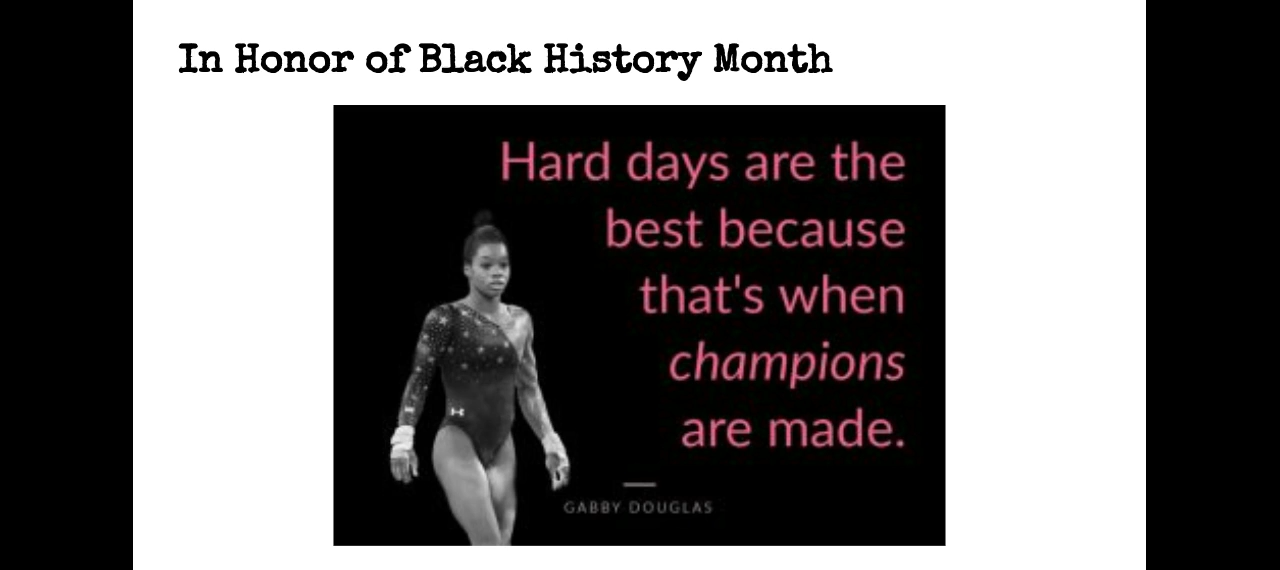 In Honor of Black History Month
Hard days are the
best because
that's when
champions
are made.
GABBY DOUGLAS